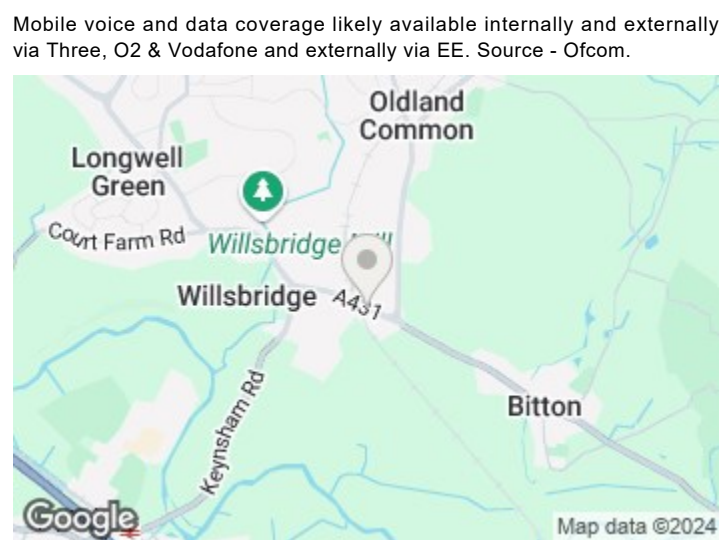 Mobile voice and data coverage likely available internally and externally
via Three, O2 & Vodafone and externally via EE. Source - Ofcom.
Oldland
Common
Longwell
Green
Court Farm Rd
Willsbridge Mill
Willsbridge
A431
Keynsham Rd
Bitton
Google
Map data ©2024